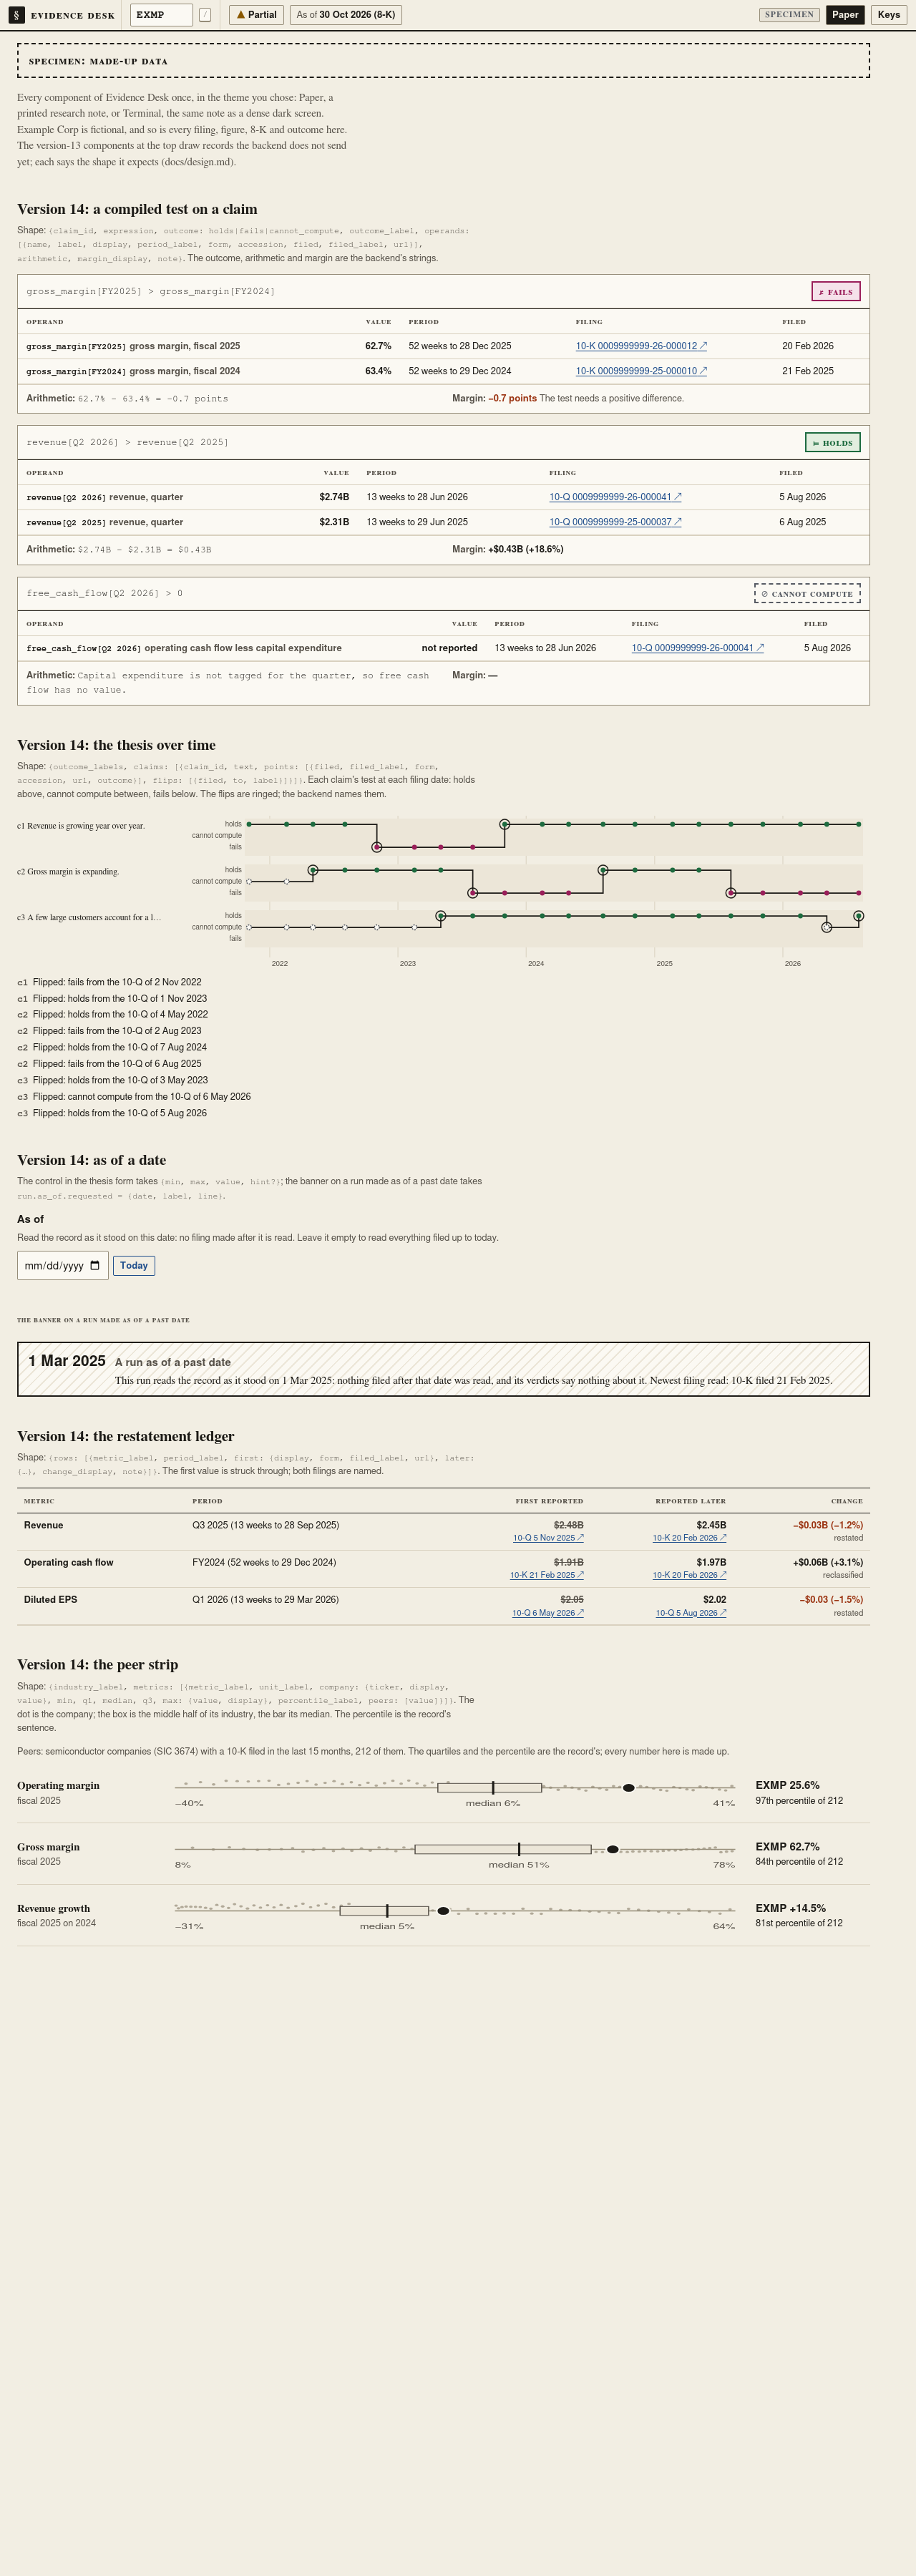 § EVIDENCE DESK EXMP / ▲ Partial As of 30 Oct 2026 (8-K) SPECIMEN Paper Keys
SPECIMEN: MADE-UP DATA
Every component of Evidence Desk once, in the theme you chose: Paper, a
printed research note, or Terminal, the same note as a dense dark screen.
Example Corp is fictional, and so is every filing, figure, 8-K and outcome here.
The version-13 components at the top draw records the backend does not send
yet; each says the shape it expects (docs/design.md).
Version 14: a compiled test on a claim
Shape: {claim_id, expression, outcome: holds|fails|cannot_compute, outcome_label, operands:
[{name, label, display, period_label, form, accession, filed, filed_label, url}],
arithmetic, margin_display, note}. The outcome, arithmetic and margin are the backend's strings.
gross_margin[FY2025] > gross_margin[FY2024] FAILS
OPERAND VALUE PERIOD FILING FILED
gross_margin[FY2025] gross margin, fiscal 2025 62.7% 52 weeks to 28 Dec 2025 10-K 0009999999-26-000012 ↗ 20 Feb 2026
gross_margin[FY2024] gross margin, fiscal 2024 63.4% 52 weeks to 29 Dec 2024 10-K 0009999999-25-000010 ↗ 21 Feb 2025
Arithmetic: 62.7% − 63.4% = −0.7 points Margin: −0.7 points The test needs a positive difference.
revenue[Q2 2026] > revenue[Q2 2025] HOLDS
OPERAND VALUE PERIOD FILING FILED
revenue[Q2 2026] revenue, quarter $2.74B 13 weeks to 28 Jun 2026 10-Q 0009999999-26-000041 ↗ 5 Aug 2026
revenue[Q2 2025] revenue, quarter $2.31B 13 weeks to 29 Jun 2025 10-Q 0009999999-25-000037 ↗ 6 Aug 2025
Arithmetic: $2.74B − $2.31B = $0.43B Margin: +$0.43B (+18.6%)
free_cash_flow[Q2 2026] > 0 ⊘ CANNOT COMPUTE
OPERAND VALUE PERIOD FILING FILED
free_cash_flow[Q2 2026] operating cash flow less capital expenditure not reported 13 weeks to 28 Jun 2026 10-Q 0009999999-26-000041 ↗ 5 Aug 2026
Arithmetic: Capital expenditure is not tagged for the quarter, so free cash Margin: —
flow has no value.
Version 14: the thesis over time
Shape: {outcome_labels, claims: [{claim_id, text, points: [{filed, filed_label, form,
accession, url, outcome}], flips: [{filed, to, label}]}]}. Each claim's test at each filing date: holds
above, cannot compute between, fails below. The flips are ringed; the backend names them.
c1 Revenue is growing year over year. holds
cannot compute
fails
c2 Gross margin is expanding. holds
cannot compute
fails
c3 A few large customers account for a l… holds
cannot compute
fails
2022 2023 2024 2025 2026
c1 Flipped: fails from the 10-Q of 2 Nov 2022
c1 Flipped: holds from the 10-Q of 1 Nov 2023
c2 Flipped: holds from the 10-Q of 4 May 2022
c2 Flipped: fails from the 10-Q of 2 Aug 2023
c2 Flipped: holds from the 10-Q of 7 Aug 2024
c2 Flipped: fails from the 10-Q of 6 Aug 2025
c3 Flipped: holds from the 10-Q of 3 May 2023
c3 Flipped: cannot compute from the 10-Q of 6 May 2026
c3 Flipped: holds from the 10-Q of 5 Aug 2026
Version 14: as of a date
The control in the thesis form takes {min, max, value, hint?}; the banner on a run made as of a past date takes
run.as_of.requested = {date, label, line}.
As of
Read the record as it stood on this date: no filing made after it is read. Leave it empty to read everything filed up to today.
mm/dd/yyyy Today
THE BANNER ON A RUN MADE AS OF A PAST DATE
1 Mar 2025 A run as of a past date
This run reads the record as it stood on 1 Mar 2025: nothing filed after that date was read, and its verdicts say nothing about it. Newest filing read: 10-K filed 21 Feb 2025.
Version 14: the restatement ledger
Shape: {rows: [{metric_label, period_label, first: {display, form, filed_label, url}, later:
{…}, change_display, note}]}. The first value is struck through; both filings are named.
METRIC PERIOD FIRST REPORTED REPORTED LATER CHANGE
Revenue Q3 2025 (13 weeks to 28 Sep 2025) $2.48B $2.45B −$0.03B (−1.2%)
10-Q 5 Nov 2025 ↗ 10-K 20 Feb 2026 ↗ restated
Operating cash flow FY2024 (52 weeks to 29 Dec 2024) $1.91B $1.97B +$0.06B (+3.1%)
10-K 21 Feb 2025 ↗ 10-K 20 Feb 2026 ↗ reclassified
Diluted EPS Q1 2026 (13 weeks to 29 Mar 2026) $2.05 $2.02 −$0.03 (−1.5%)
10-Q 6 May 2026 ↗ 10-Q 5 Aug 2026 ↗ restated
Version 14: the peer strip
Shape: {industry_label, metrics: [{metric_label, unit_label, company: {ticker, display,
value}, min, q1, median, q3, max: {value, display}, percentile_label, peers: [value]}]}. The
dot is the company; the box is the middle half of its industry, the bar its median. The percentile is the record's
sentence.
Peers: semiconductor companies (SIC 3674) with a 10-K filed in the last 15 months, 212 of them. The quartiles and the percentile are the record's; every number here is made up.
Operating margin EXMP 25.6%
fiscal 2025 −40% median 6% 41% 97th percentile of 212
Gross margin EXMP 62.7%
fiscal 2025 8% median 51% 78% 84th percentile of 212
Revenue growth EXMP +14.5%
fiscal 2025 on 2024 −31% median 5% 64% 81st percentile of 212